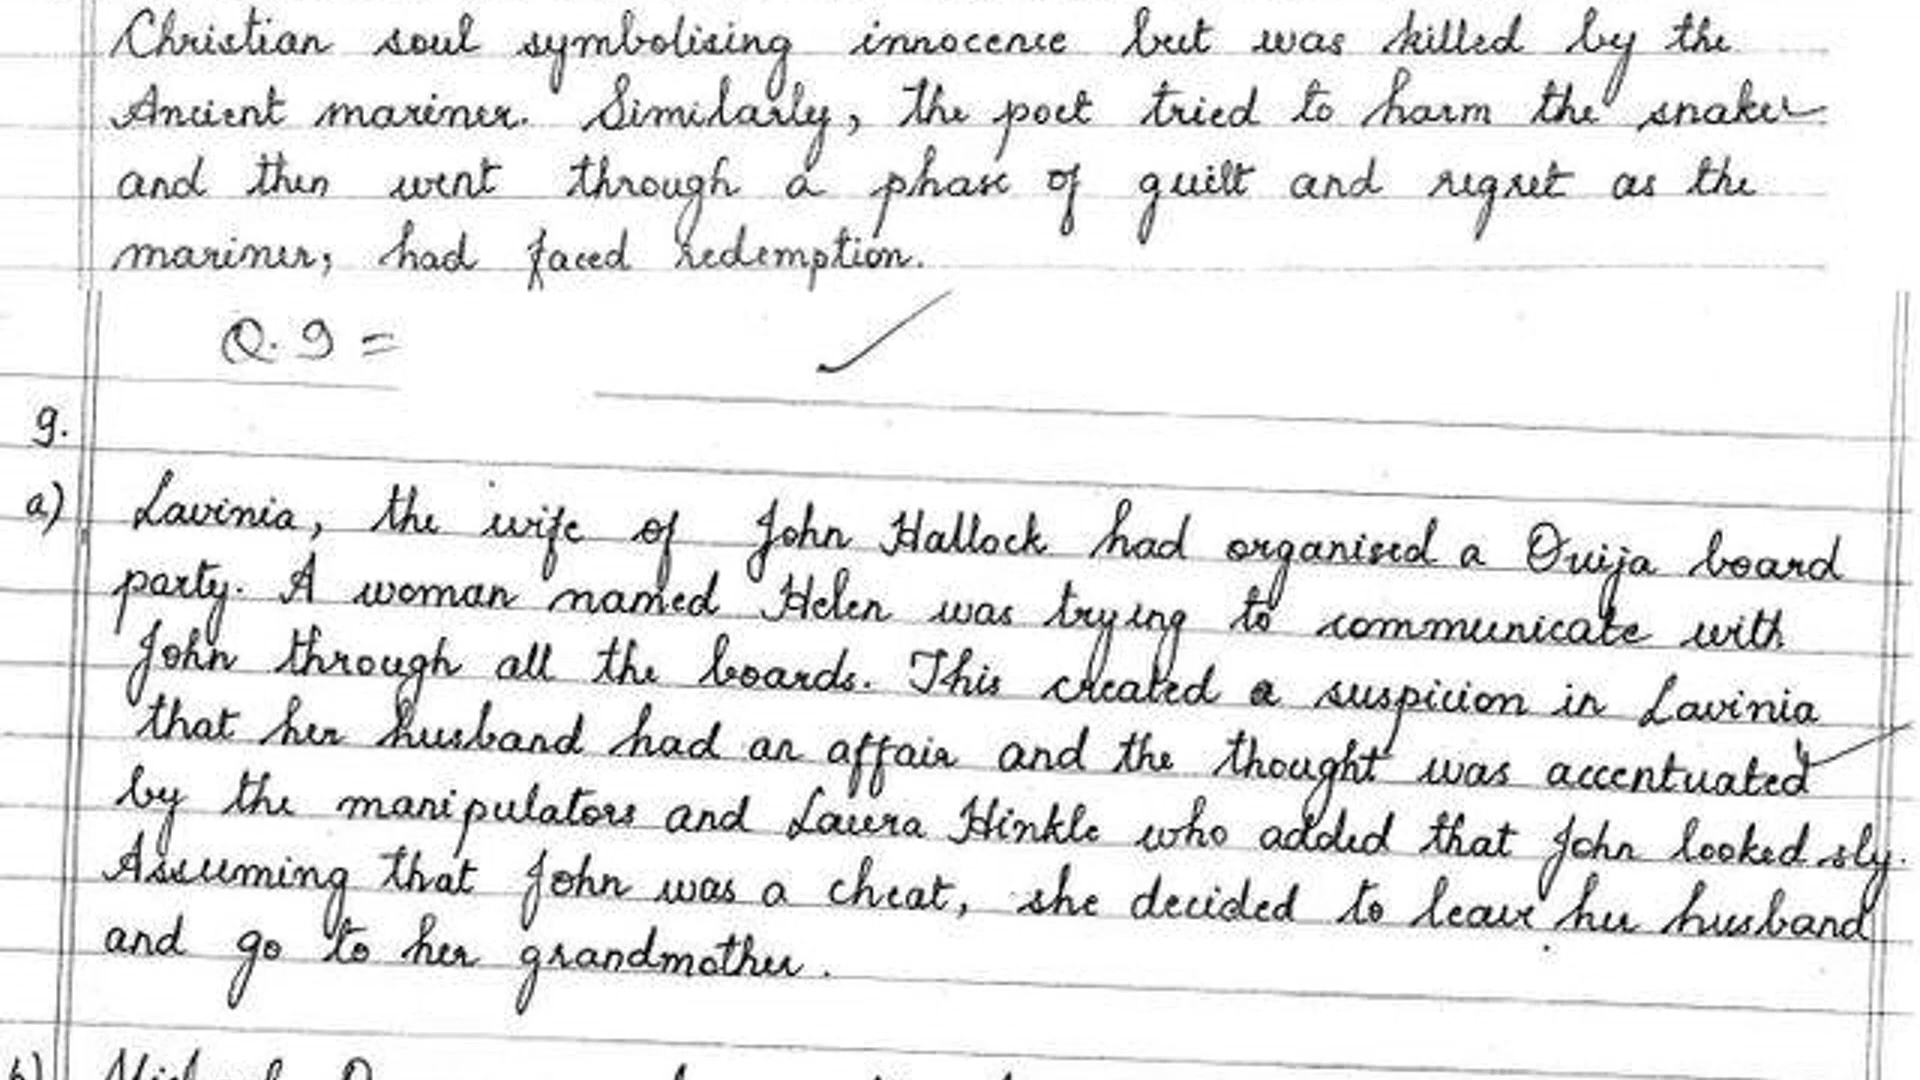 Christian soul symbolising innocence but was killed by the
Ancient mariner. Similarly, the poet tried to harm the snake
and then went through a phase of guilt and regret as the
mariner, had faced redemption.
Q.9 =
9.
a) Lavinia, the wife of John Hallock had organised a Ouija board
party. A woman named Helen was trying to communicate with
John through all the boards. This created a suspicion in Lavinia
that her husband had an affair and the thought was accentuated
by the manipulators and Laura Hinkle who added that John looked sly.
Assuming that John was a cheat, she decided to leave her husband
and go to her grandmother.
b)